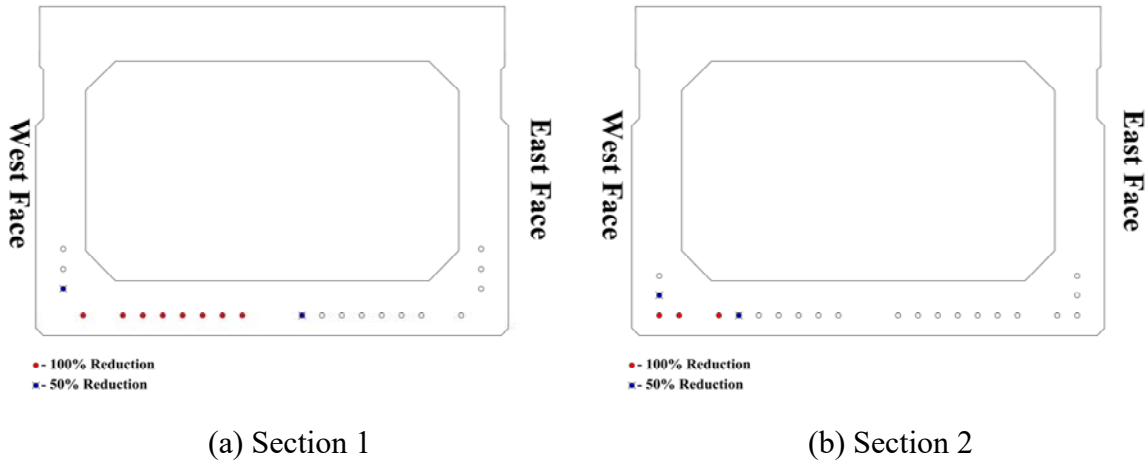 West Face
East Face
- 100% Reduction
- 50% Reduction
(a) Section 1
West Face
East Face
- 100% Reduction
- 50% Reduction
(b) Section 2